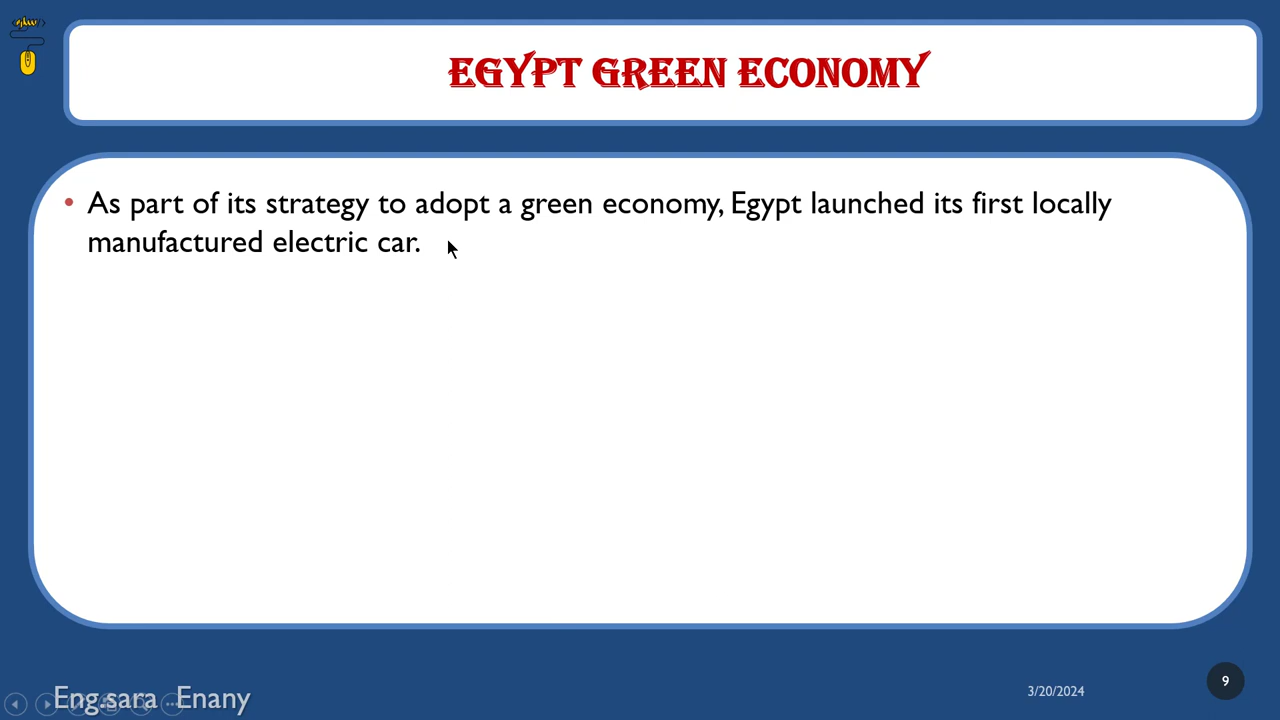 EGYPT GREEN ECONOMY
• As part of its strategy to adopt a green economy, Egypt launched its first locally
manufactured electric car.
Eng.sara Enany
3/20/2024
9